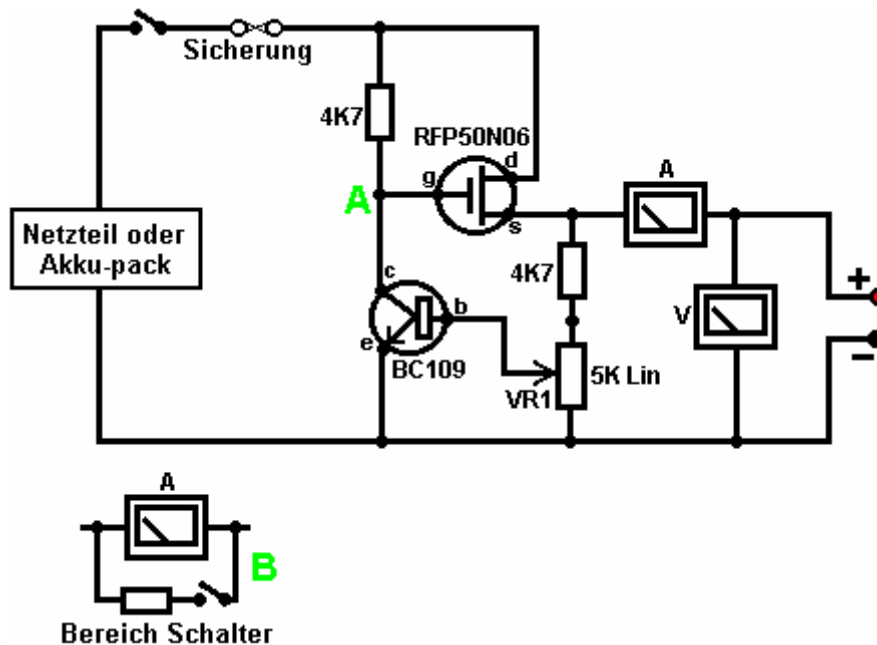 Sicherung
4K7
RFP50N06
d
g
A
s
A
Netzteil oder
Akku-pack
c
b
e
BC109
4K7
VR1
5K Lin
V
+
−
A
B
Bereich Schalter